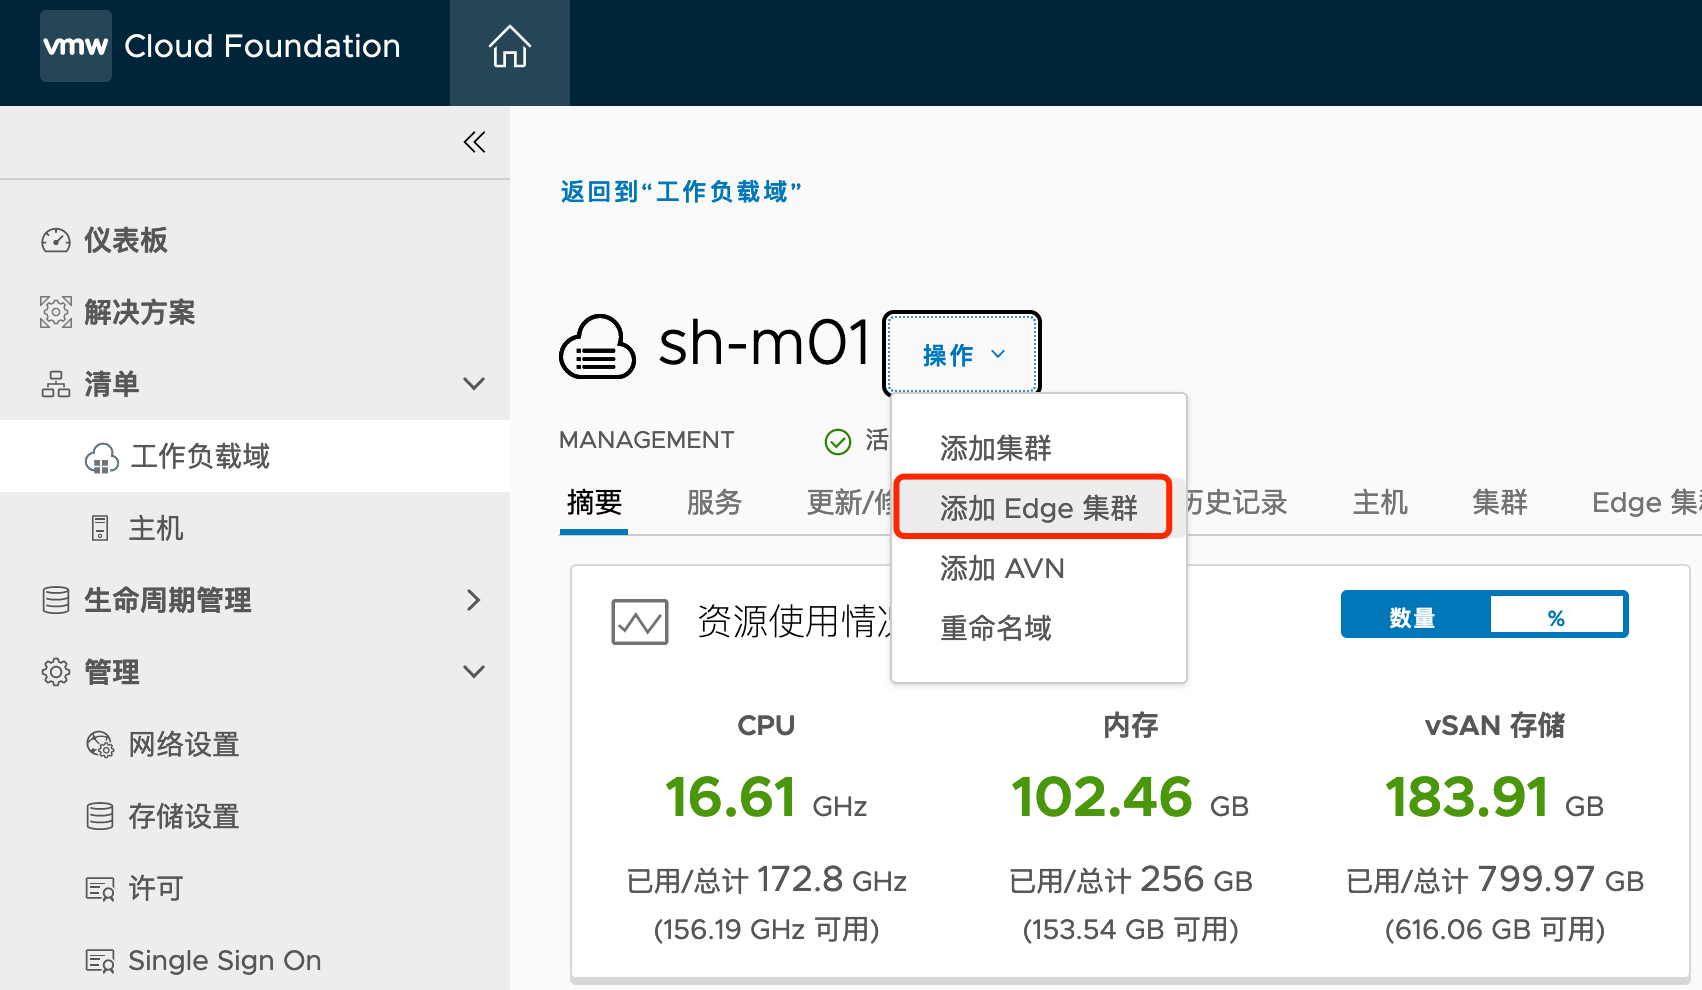 vmw Cloud Foundation
返回到“工作负载域”
仪表板
解决方案
清单
工作负载域
主机
生命周期管理
管理
网络设置
存储设置
许可
Single Sign On
sh-m01 操作
MANAGEMENT 活
添加集群
添加 Edge 集群
添加 AVN
重命名域
摘要 服务 更新/修 历史记录 主机 集群 Edge 集
资源使用情况 数量 %
CPU 内存 vSAN 存储
16.61 GHz 102.46 GB 183.91 GB
已用/总计 172.8 GHz 已用/总计 256 GB 已用/总计 799.97 GB
(156.19 GHz 可用) (153.54 GB 可用) (616.06 GB 可用)